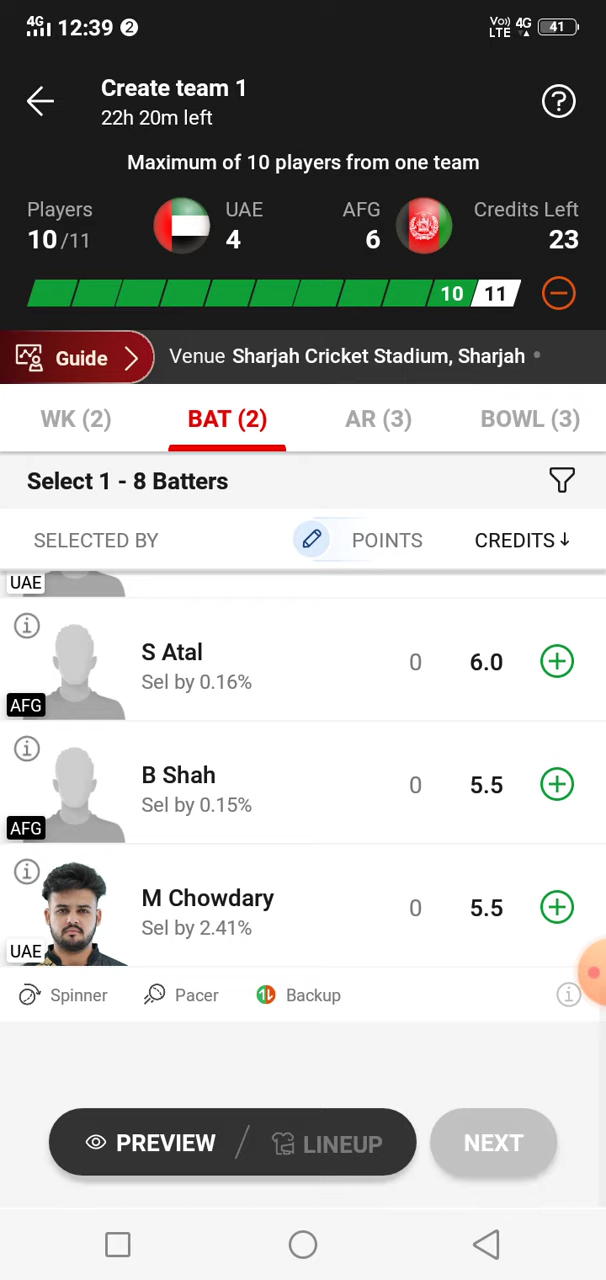 4G 12:39 2 Vo) LTE 4G 41
Create team 1
22h 20m left
?
Maximum of 10 players from one team
Players UAE AFG Credits Left
10/11 4 6 23
10 11
Guide Venue Sharjah Cricket Stadium, Sharjah
WK (2) BAT (2) AR (3) BOWL (3)
Select 1 - 8 Batters
SELECTED BY POINTS CREDITS↓
UAE
S Atal 0 6.0
Sel by 0.16%
AFG
B Shah 0 5.5
Sel by 0.15%
AFG
M Chowdary 0 5.5
Sel by 2.41%
UAE
Spinner Pacer Backup
PREVIEW / LINEUP NEXT